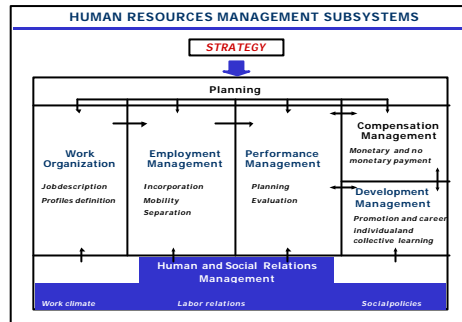 HUMAN RESOURCES MANAGEMENT SUBSYSTEMS
STRATEGY
Planning
Work
Organization
Jobdescription
Profiles definition
Employment
Management
Incorporation
Mobility
Separation
Performance
Management
Planning
Evaluation
Compensation
Management
Monetary and no
monetary payment
Development
Management
Promotion and career
individualand
collective learning
Human and Social Relations
Management
Work climate
Labor relations
Socialpolicies